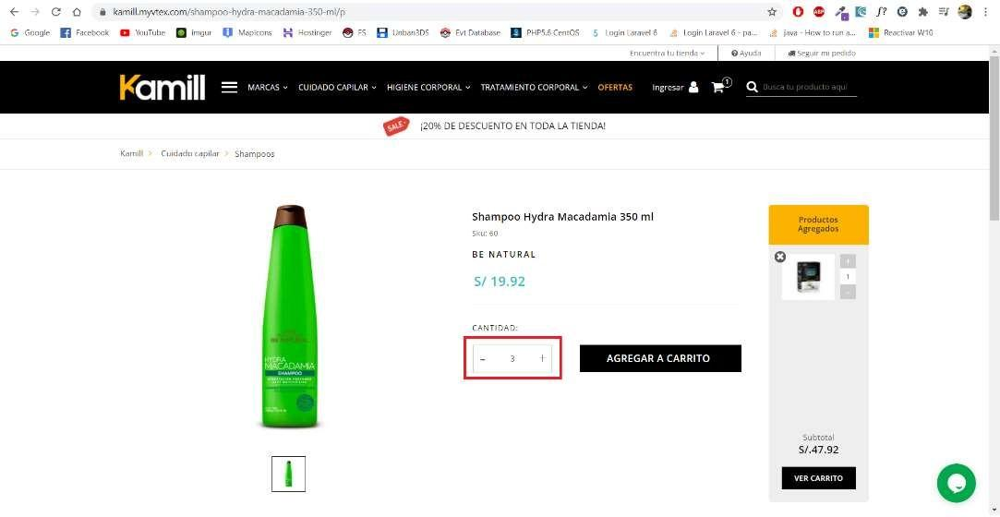 kamill.myvtex.com/shampoo-hydra-macadamia-350-ml/p
ABP
f?
Google
Facebook
YouTube
imgur
MapIcons
Hostinger
FS
Unban3DS
Evt Database
PHP5.6 CentOS
Login Laravel 6
Login Laravel 6 - pa...
java - How to run a...
Reactivar W10
Encuentra tu tienda
Ayuda
Seguir mi pedido
Kamill
MARCAS
CUIDADO CAPILAR
HIGIENE CORPORAL
TRATAMIENTO CORPORAL
OFERTAS
Ingresar
1
Busca tu producto aquí
SALE
¡20% DE DESCUENTO EN TODA LA TIENDA!
Kamill > Cuidado capilar > Shampoos
Shampoo Hydra Macadamia 350 ml
Sku: 60
BE NATURAL
S/ 19.92
CANTIDAD:
- 3 +
AGREGAR A CARRITO
BE NATURAL
HYDRA
MACADAMIA
SHAMPOO
Productos
Agregados
+
1
-
Subtotal
S/.47.92
VER CARRITO